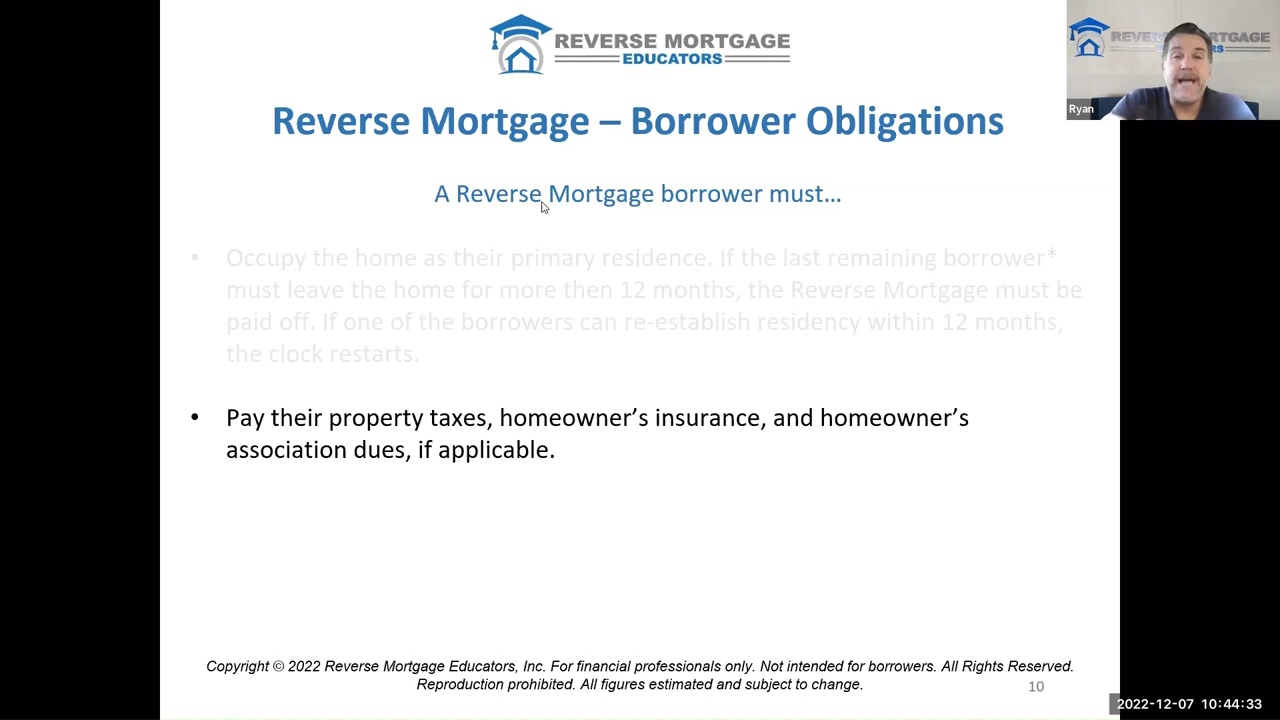 REVERSE MORTGAGE
EDUCATORS
Ryan
Reverse Mortgage – Borrower Obligations
A Reverse Mortgage borrower must…
• Occupy the home as their primary residence. If the last remaining borrower*
must leave the home for more then 12 months, the Reverse Mortgage must be
paid off. If one of the borrowers can re-establish residency within 12 months,
the clock restarts.
• Pay their property taxes, homeowner’s insurance, and homeowner’s
association dues, if applicable.
Copyright © 2022 Reverse Mortgage Educators, Inc. For financial professionals only. Not intended for borrowers. All Rights Reserved.
Reproduction prohibited. All figures estimated and subject to change.
10
2022-12-07 10:44:33